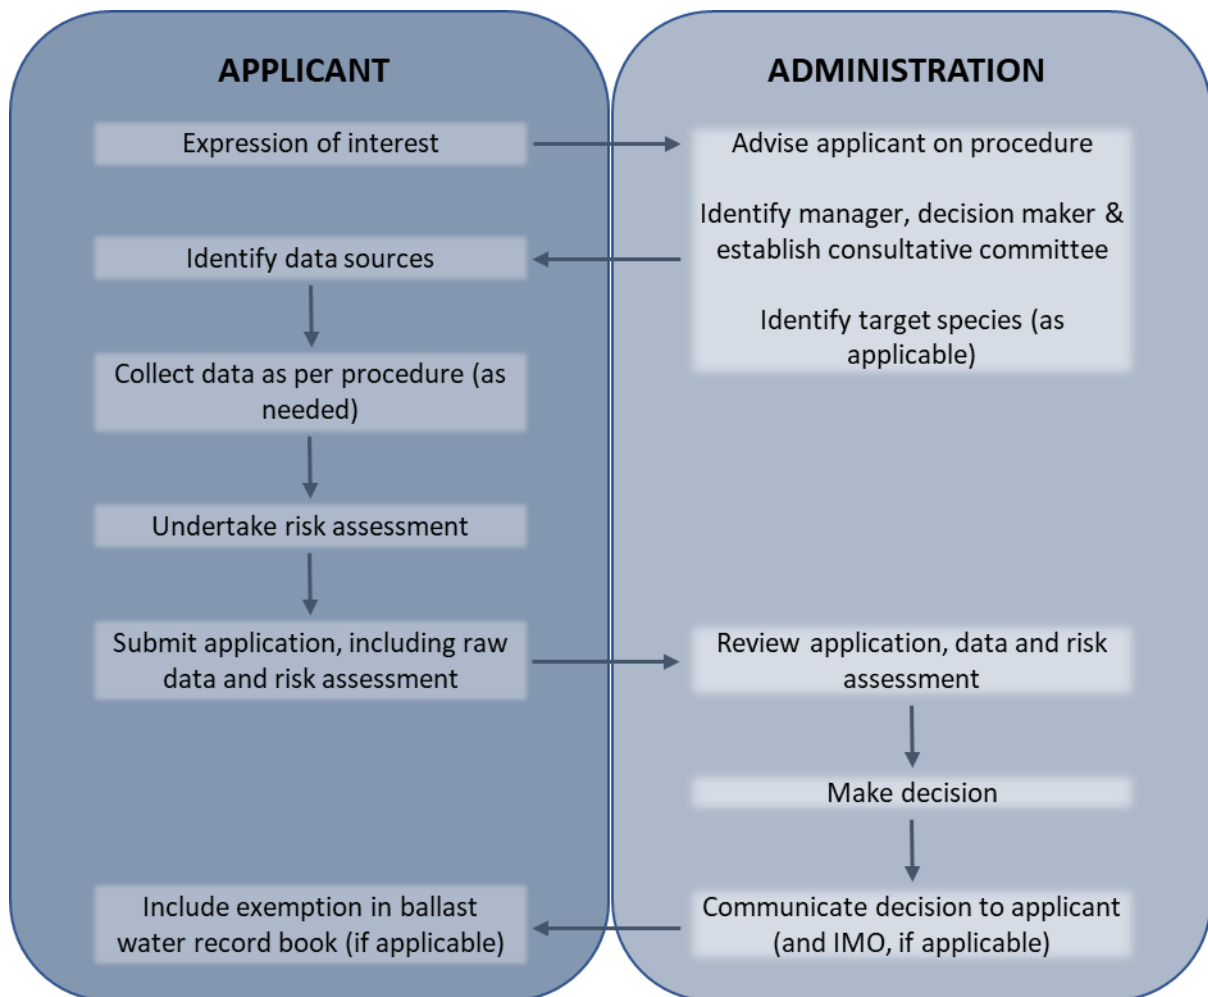 APPLICANT
ADMINISTRATION
Expression of interest
Advise applicant on procedure
Identify manager, decision maker &
establish consultative committee
Identify target species (as
applicable)
Identify data sources
Collect data as per procedure (as
needed)
Undertake risk assessment
Submit application, including raw
data and risk assessment
Review application, data and risk
assessment
Make decision
Communicate decision to applicant
(and IMO, if applicable)
Include exemption in ballast
water record book (if applicable)